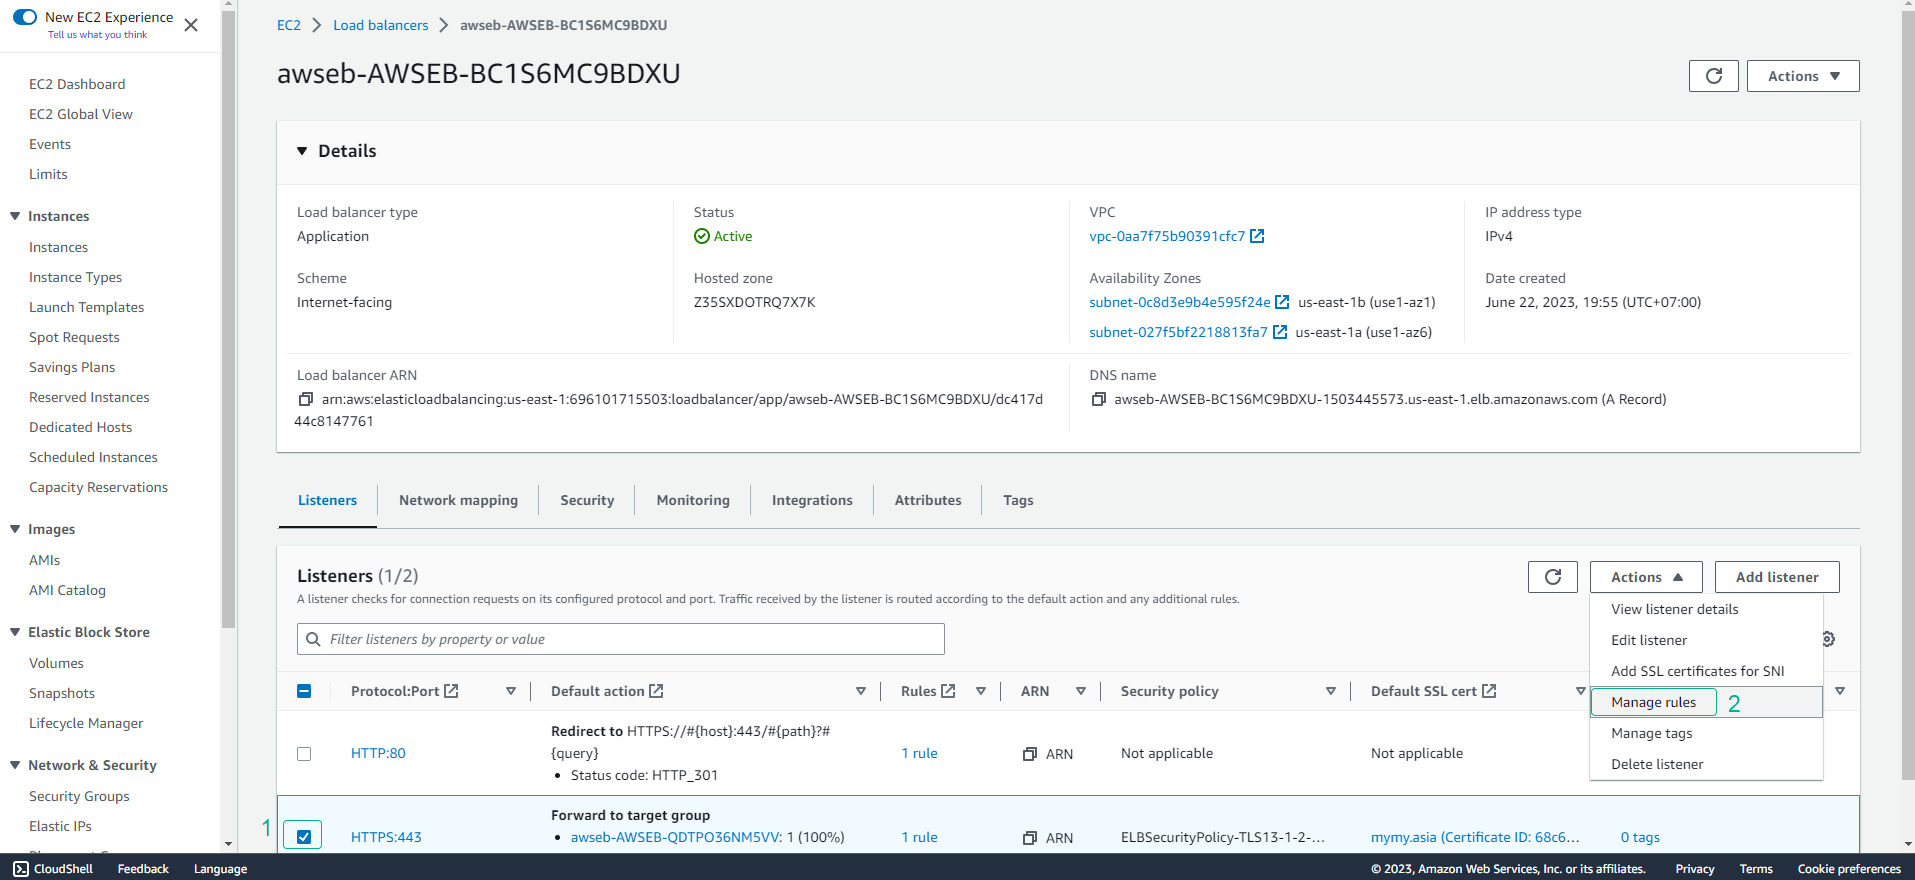 New EC2 Experience
Tell us what you think
EC2 Dashboard
EC2 Global View
Events
Limits
Instances
Instances
Instance Types
Launch Templates
Spot Requests
Savings Plans
Reserved Instances
Dedicated Hosts
Scheduled Instances
Capacity Reservations
Images
AMIs
AMI Catalog
Elastic Block Store
Volumes
Snapshots
Lifecycle Manager
Network & Security
Security Groups
Elastic IPs
EC2 > Load balancers > awseb-AWSEB-BC1S6MC9BDXU
awseb-AWSEB-BC1S6MC9BDXU
Actions
Details
Load balancer type
Application
Status
Active
VPC
vpc-0aa7f75b90391cfc7
IP address type
IPv4
Scheme
Internet-facing
Hosted zone
Z35SXDOTRQ7X7K
Availability Zones
subnet-0c8d3e9b4e595f24e us-east-1b (use1-az1)
subnet-027f5bf2218813fa7 us-east-1a (use1-az6)
Date created
June 22, 2023, 19:55 (UTC+07:00)
Load balancer ARN
arn:aws:elasticloadbalancing:us-east-1:696101715503:loadbalancer/app/awseb-AWSEB-BC1S6MC9BDXU/dc417d
44c8147761
DNS name
awseb-AWSEB-BC1S6MC9BDXU-1503445573.us-east-1.elb.amazonaws.com (A Record)
Listeners Network mapping Security Monitoring Integrations Attributes Tags
Listeners (1/2)
A listener checks for connection requests on its configured protocol and port. Traffic received by the listener is routed according to the default action and any additional rules.
Actions
Add listener
Filter listeners by property or value
View listener details
Edit listener
Add SSL certificates for SNI
Manage rules 2
Manage tags
Delete listener
Protocol:Port Default action Rules ARN Security policy Default SSL cert
HTTP:80
Redirect to HTTPS://#{host}:443/#{path}?#
{query}
• Status code: HTTP_301
1 rule
ARN
Not applicable
Not applicable
1
HTTPS:443
Forward to target group
• awseb-AWSEB-QDTPO36NM5VV: 1 (100%)
1 rule
ARN
ELBSecurityPolicy-TLS13-1-2-...
mymy.asia (Certificate ID: 68c6...
0 tags
CloudShell Feedback Language
© 2023, Amazon Web Services, Inc. or its affiliates. Privacy Terms Cookie preferences